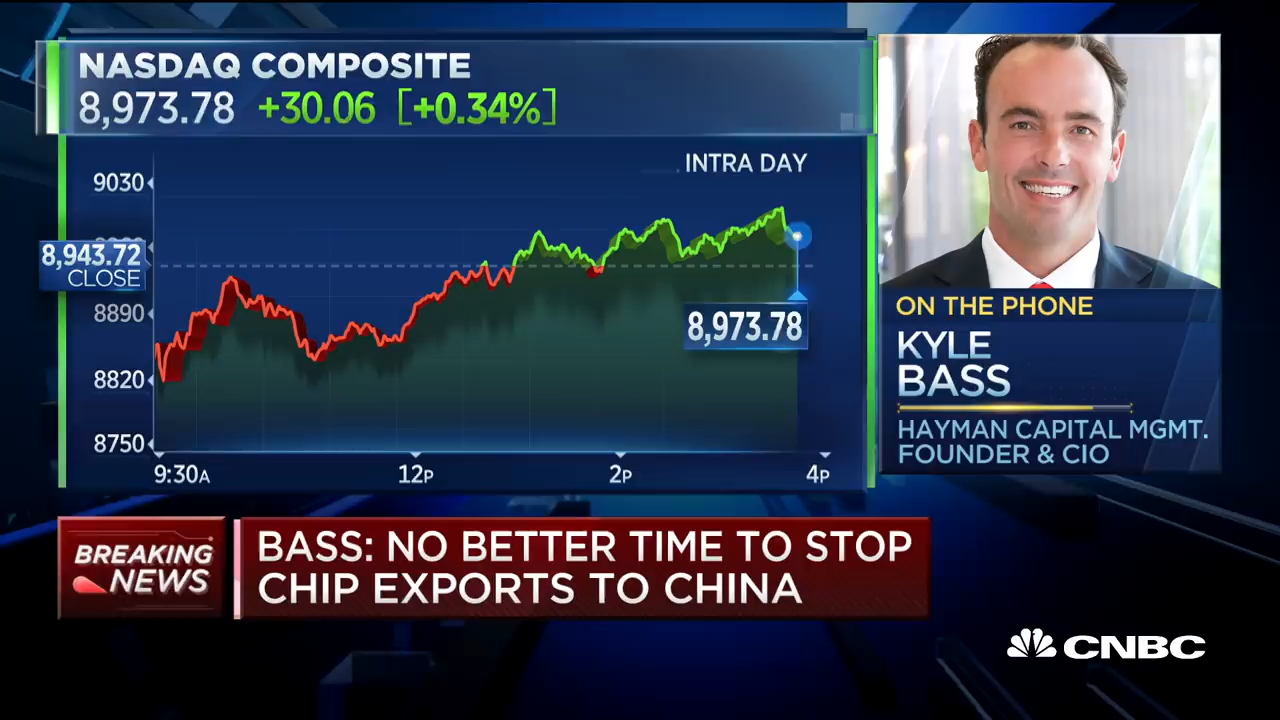 NASDAQ COMPOSITE
8,973.78 +30.06 [+0.34%]
INTRA DAY
9030
8,943.72
CLOSE
8890
8820
8750
8,973.78
9:30A 12P 2P 4P
ON THE PHONE
KYLE
BASS
HAYMAN CAPITAL MGMT.
FOUNDER & CIO
BREAKING
NEWS
BASS: NO BETTER TIME TO STOP
CHIP EXPORTS TO CHINA
CNBC